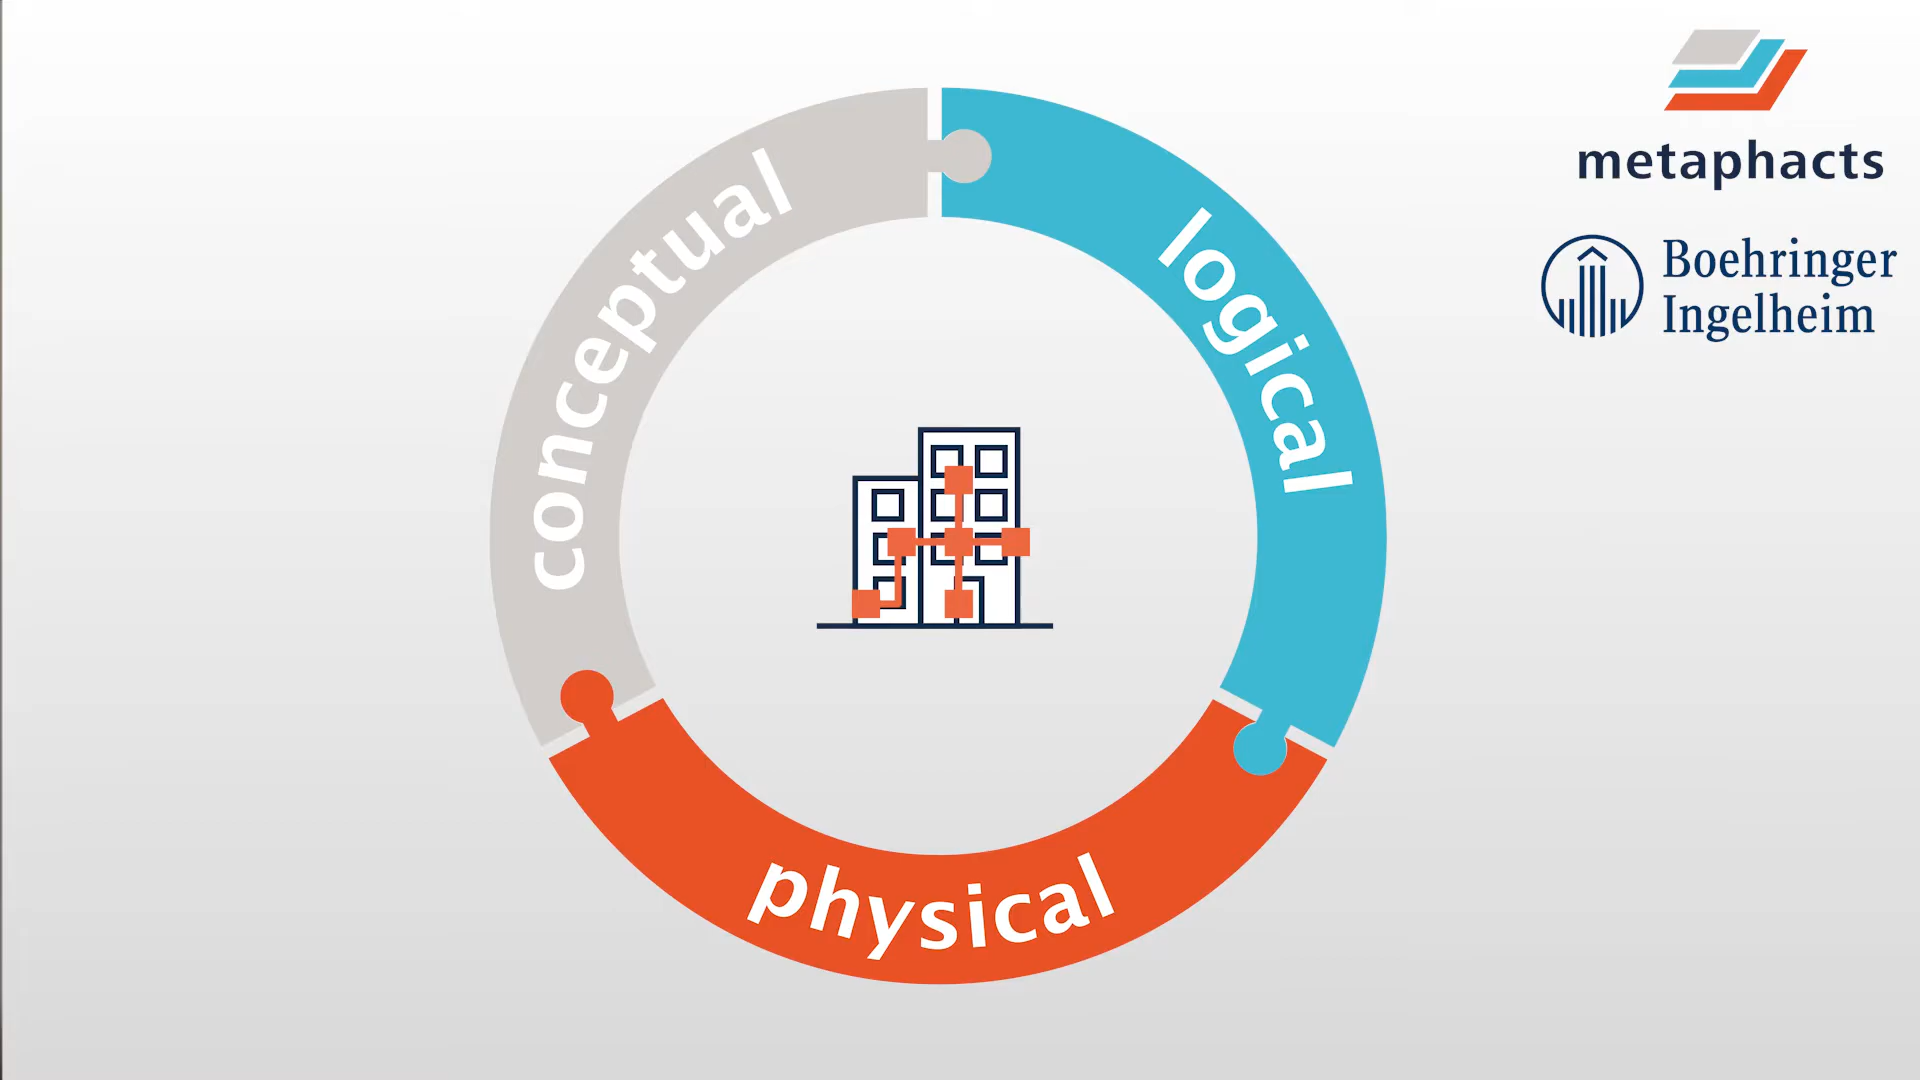 conceptual
logical
physical
metaphacts
Boehringer
Ingelheim